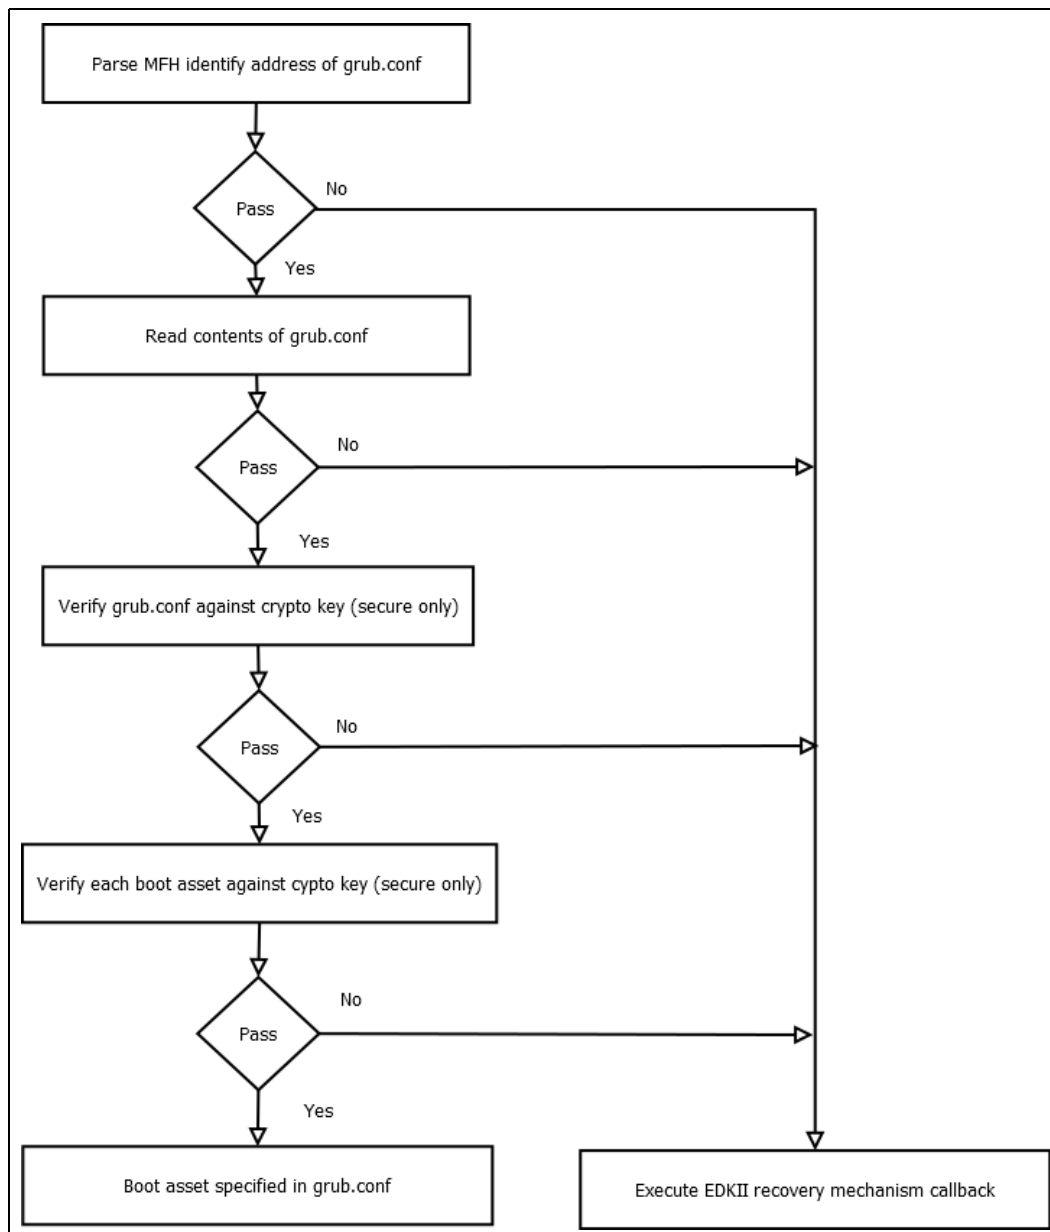 Parse MFH identify address of grub.conf
Pass
No
Yes
Read contents of grub.conf
Pass
No
Yes
Verify grub.conf against crypto key (secure only)
Pass
No
Yes
Verify each boot asset against cypto key (secure only)
Pass
No
Yes
Boot asset specified in grub.conf
Execute EDKII recovery mechanism callback